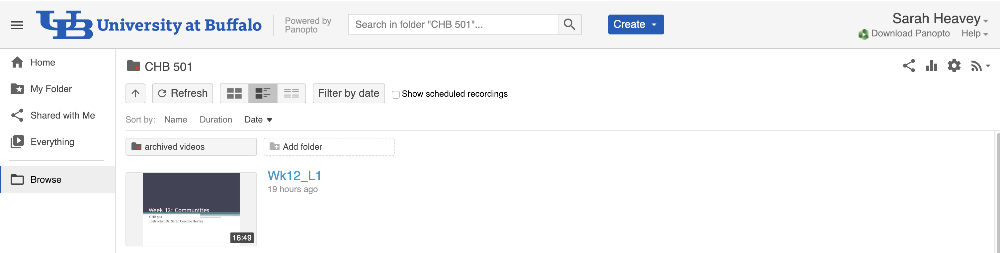 UB University at Buffalo
Powered by
Panopto
Search in folder "CHB 501"...
Create
Sarah Heavey
Download Panopto Help
Home
My Folder
Shared with Me
Everything
Browse
CHB 501
Refresh
Filter by date
Show scheduled recordings
Sort by: Name Duration Date
archived videos
Add folder
Week 12: Communities
CHB 501
Instructor: Dr. Sarah Cercone Heavey
16:49
Wk12_L1
19 hours ago